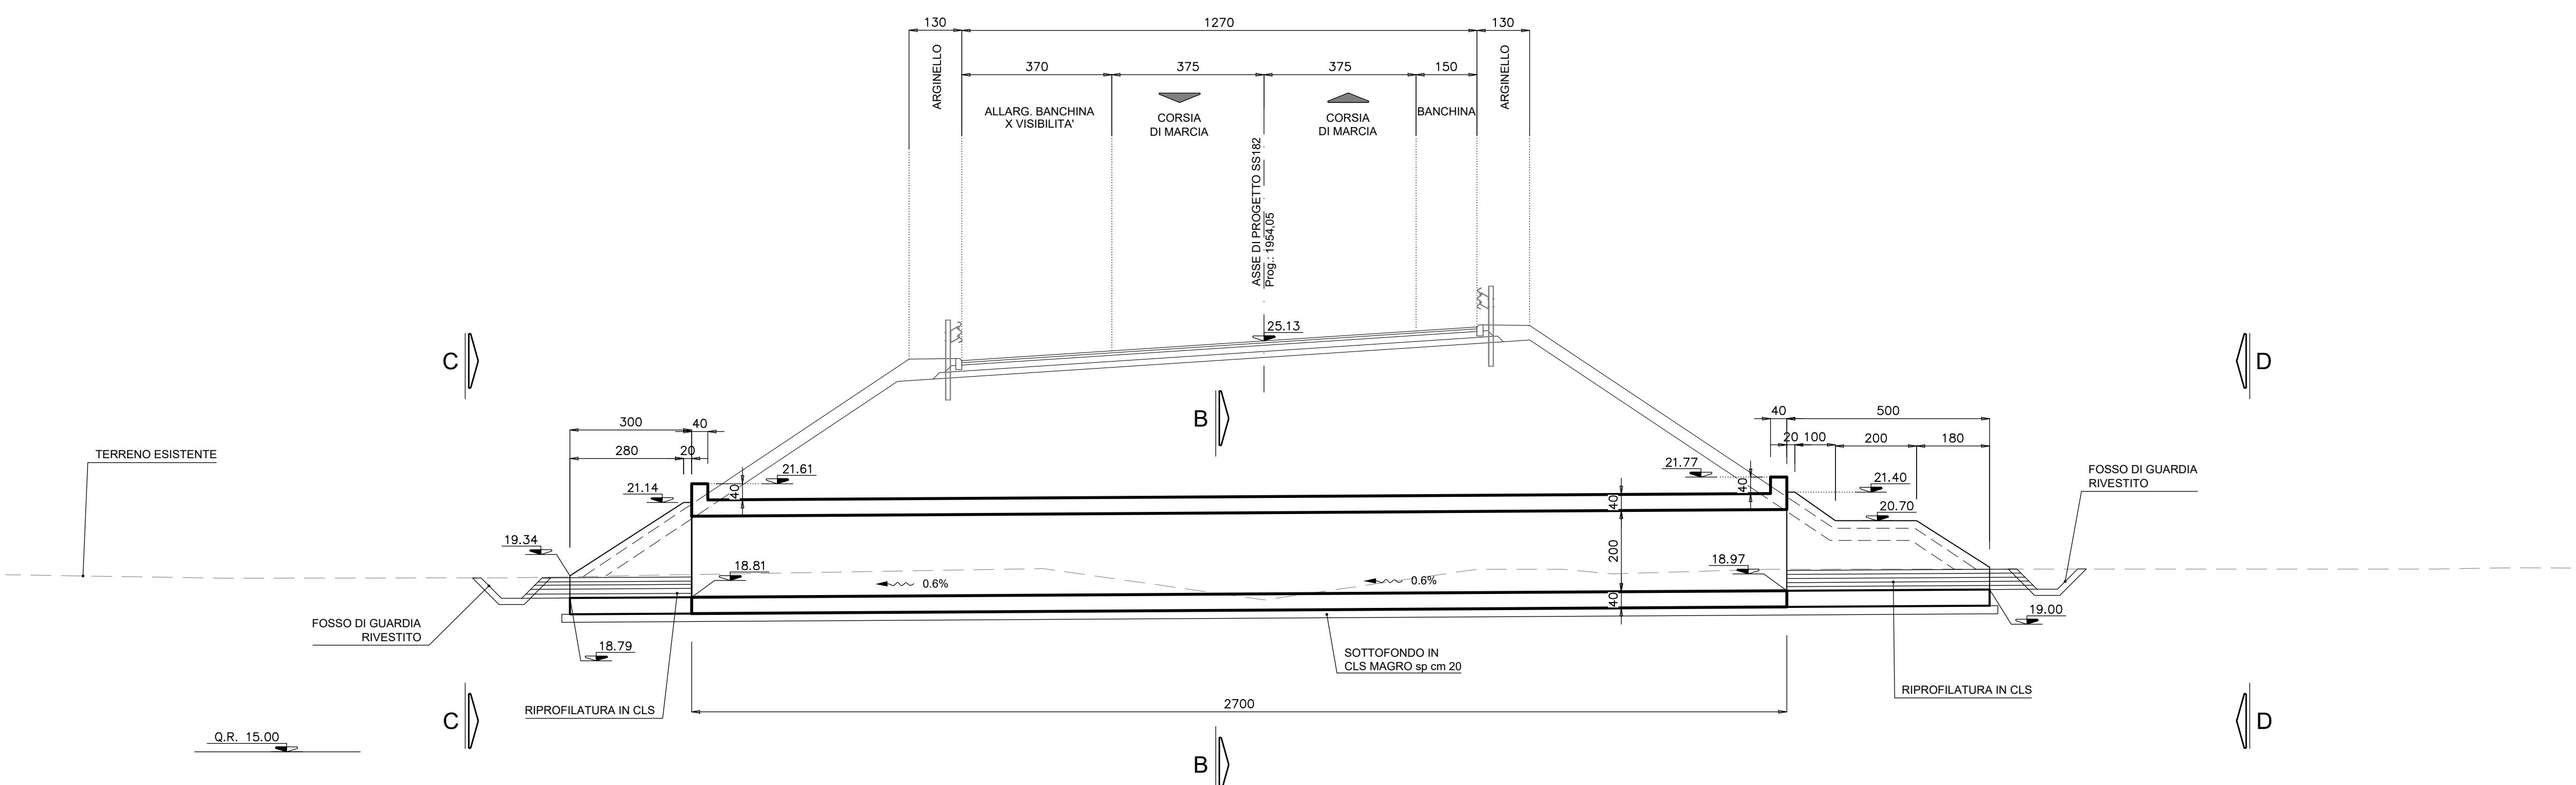 130
1270
130
ARGINELLO
370
375
375
150
ARGINELLO
ALLARG. BANCHINA
X VISIBILITA'
CORSIA
DI MARCIA
CORSIA
DI MARCIA
BANCHINA
ASSE DI PROGETTO SS182
Prog.: 1954,05
25.13
C
D
B
300
40
280
20
40
500
20
100
200
180
TERRENO ESISTENTE
21.61
21.14
40
21.77
40
21.40
20.70
FOSSO DI GUARDIA
RIVESTITO
19.34
18.81
0.6%
0.6%
40
200
40
18.97
19.00
FOSSO DI GUARDIA
RIVESTITO
18.79
SOTTOFONDO IN
CLS MAGRO sp cm 20
RIPROFILATURA IN CLS
RIPROFILATURA IN CLS
2700
C
D
Q.R. 15.00
B